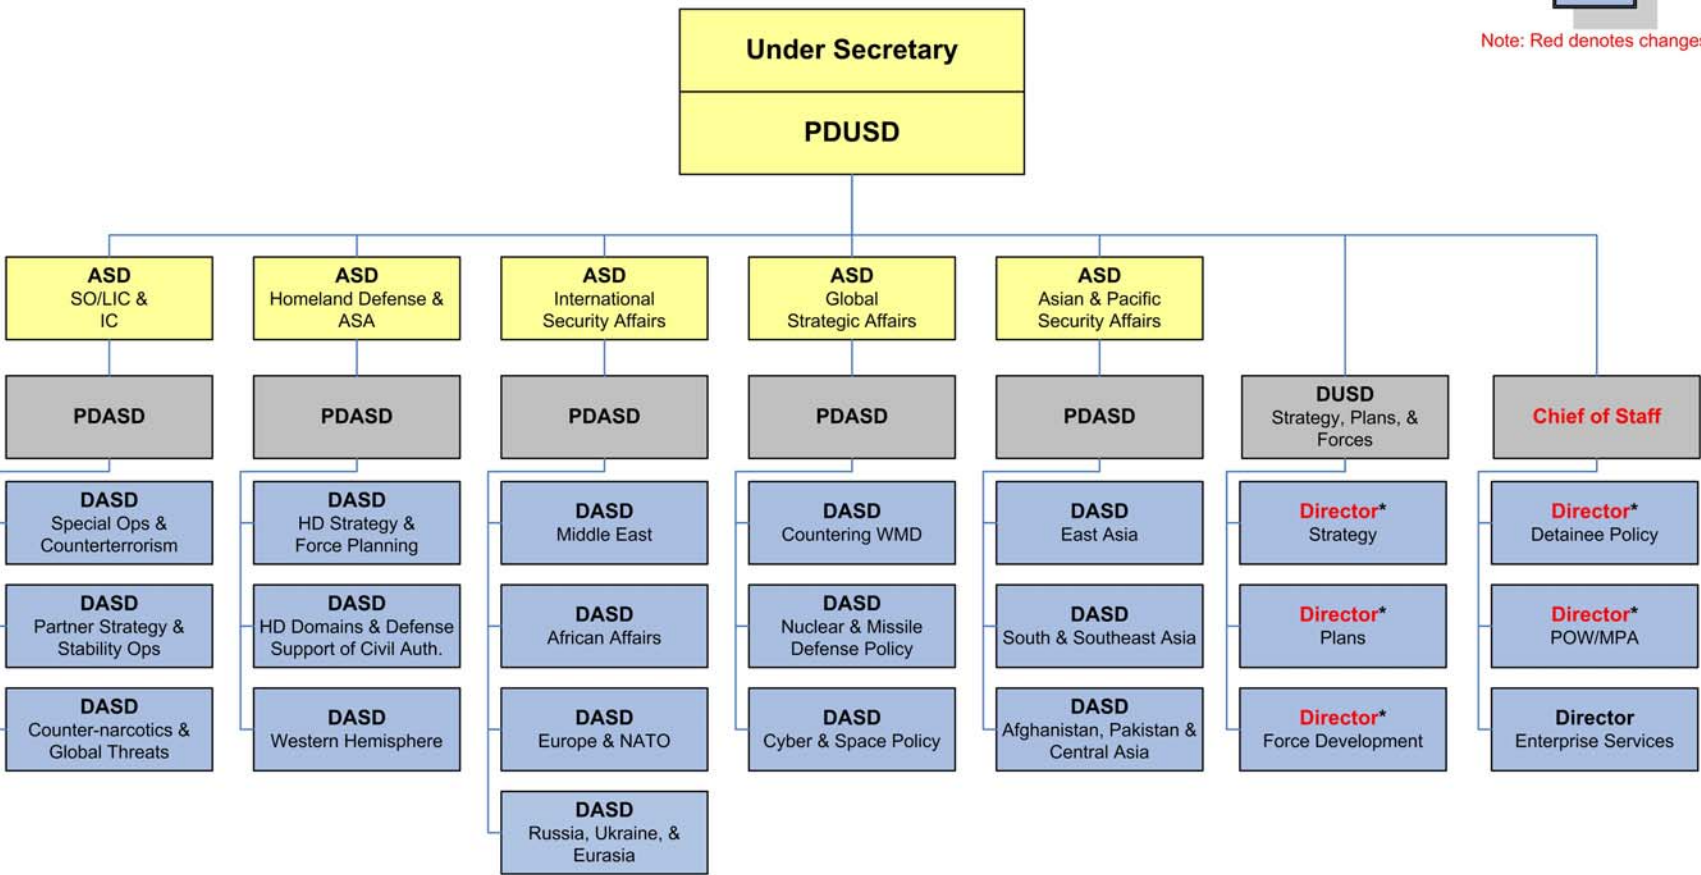 Note: Red denotes changes
Under Secretary
PDUSD
ASD
SO/LIC &
IC
ASD
Homeland Defense &
ASA
ASD
International
Security Affairs
ASD
Global
Strategic Affairs
ASD
Asian & Pacific
Security Affairs
PDASD
PDASD
PDASD
PDASD
PDASD
DUSD
Strategy, Plans, &
Forces
Chief of Staff
DASD
Special Ops &
Counterterrorism
DASD
HD Strategy &
Force Planning
DASD
Middle East
DASD
Countering WMD
DASD
East Asia
Director*
Strategy
Director*
Detainee Policy
DASD
Partner Strategy &
Stability Ops
DASD
HD Domains & Defense
Support of Civil Auth.
DASD
African Affairs
DASD
Nuclear & Missile
Defense Policy
DASD
South & Southeast Asia
Director*
Plans
Director*
POW/MPA
DASD
Counter-narcotics &
Global Threats
DASD
Western Hemisphere
DASD
Europe & NATO
DASD
Cyber & Space Policy
DASD
Afghanistan, Pakistan &
Central Asia
Director*
Force Development
Director
Enterprise Services
DASD
Russia, Ukraine, &
Eurasia